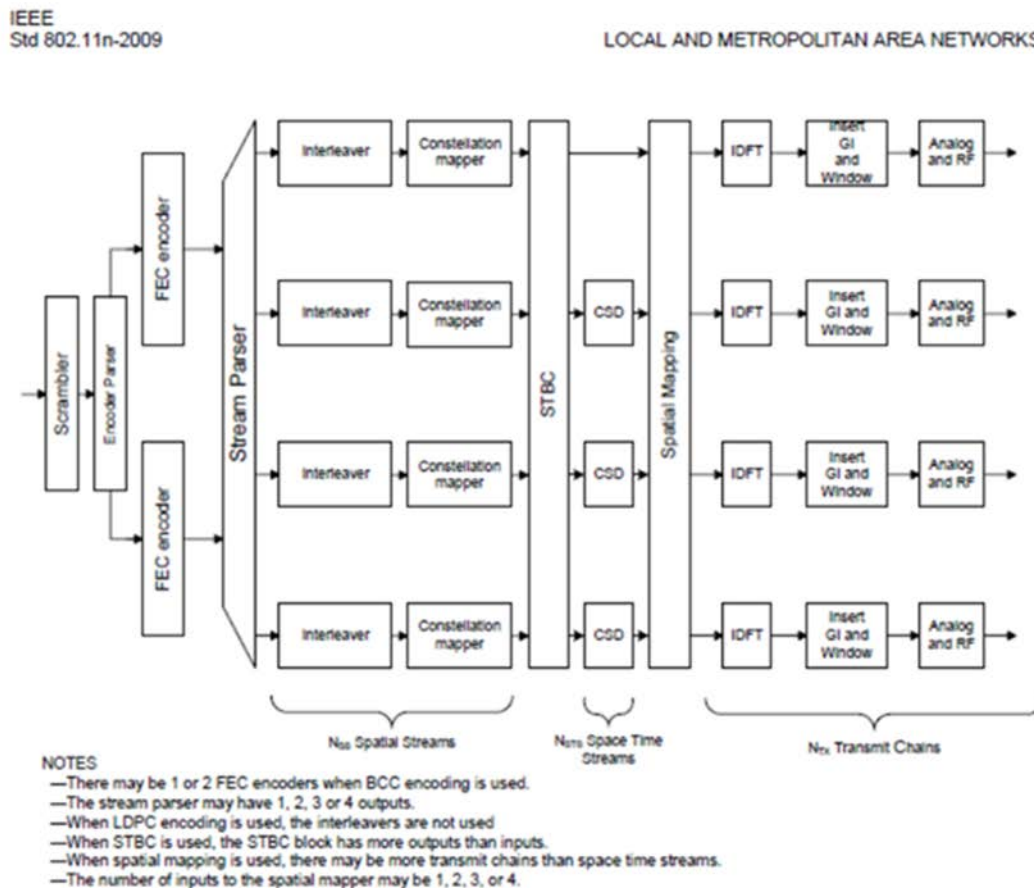 IEEE
Std 802.11n-2009
LOCAL AND METROPOLITAN AREA NETWORKS
Scrambler
Encoder Parser
FEC encoder
FEC encoder
Stream Parser
Interleaver
Constellation
mapper
STBC
Spatial Mapping
IDFT
Insert
GI
and
Window
Analog
and RF
Interleaver
Constellation
mapper
CSD
IDFT
Insert
GI and
Window
Analog
and RF
Interleaver
Constellation
mapper
CSD
IDFT
Insert
GI and
Window
Analog
and RF
Interleaver
Constellation
mapper
CSD
IDFT
Insert
GI and
Window
Analog
and RF
NSS Spatial Streams
NSTS Space Time
Streams
NTX Transmit Chains
NOTES
—There may be 1 or 2 FEC encoders when BCC encoding is used.
—The stream parser may have 1, 2, 3 or 4 outputs.
—When LDPC encoding is used, the interleavers are not used
—When STBC is used, the STBC block has more outputs than inputs.
—When spatial mapping is used, there may be more transmit chains than space time streams.
—The number of inputs to the spatial mapper may be 1, 2, 3, or 4.